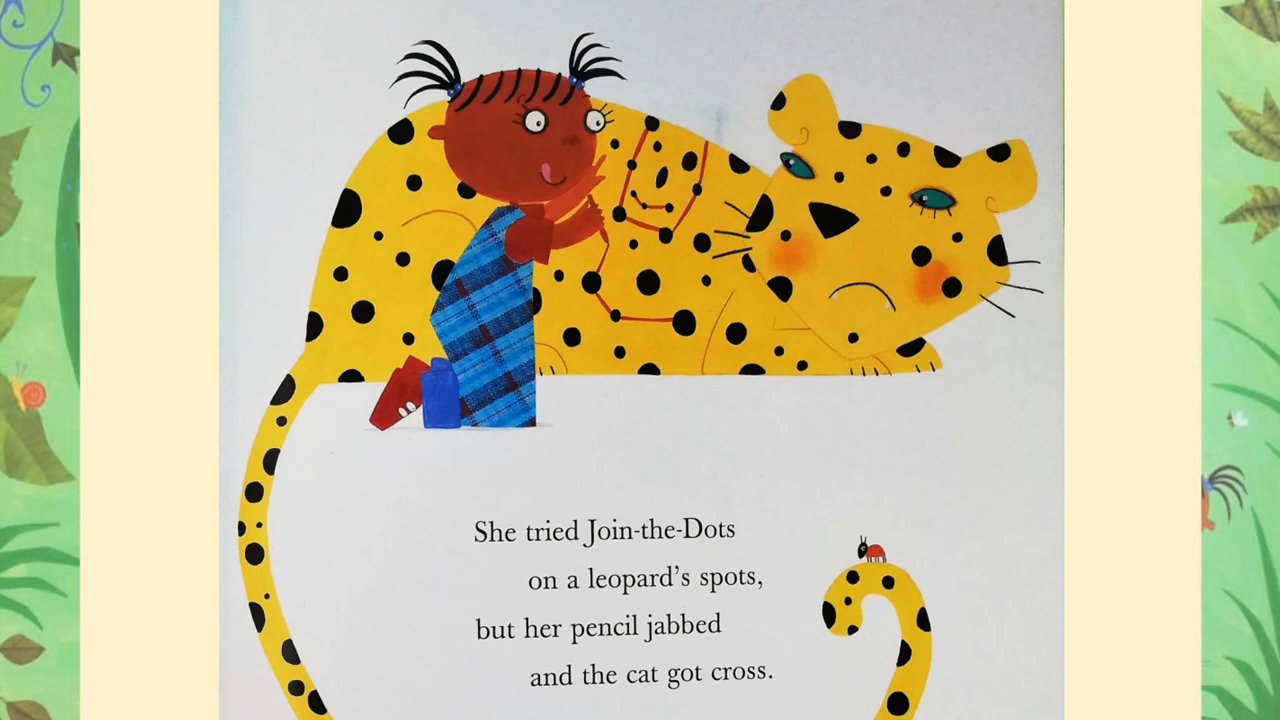 She tried Join-the-Dots
on a leopard's spots,
but her pencil jabbed
and the cat got cross.